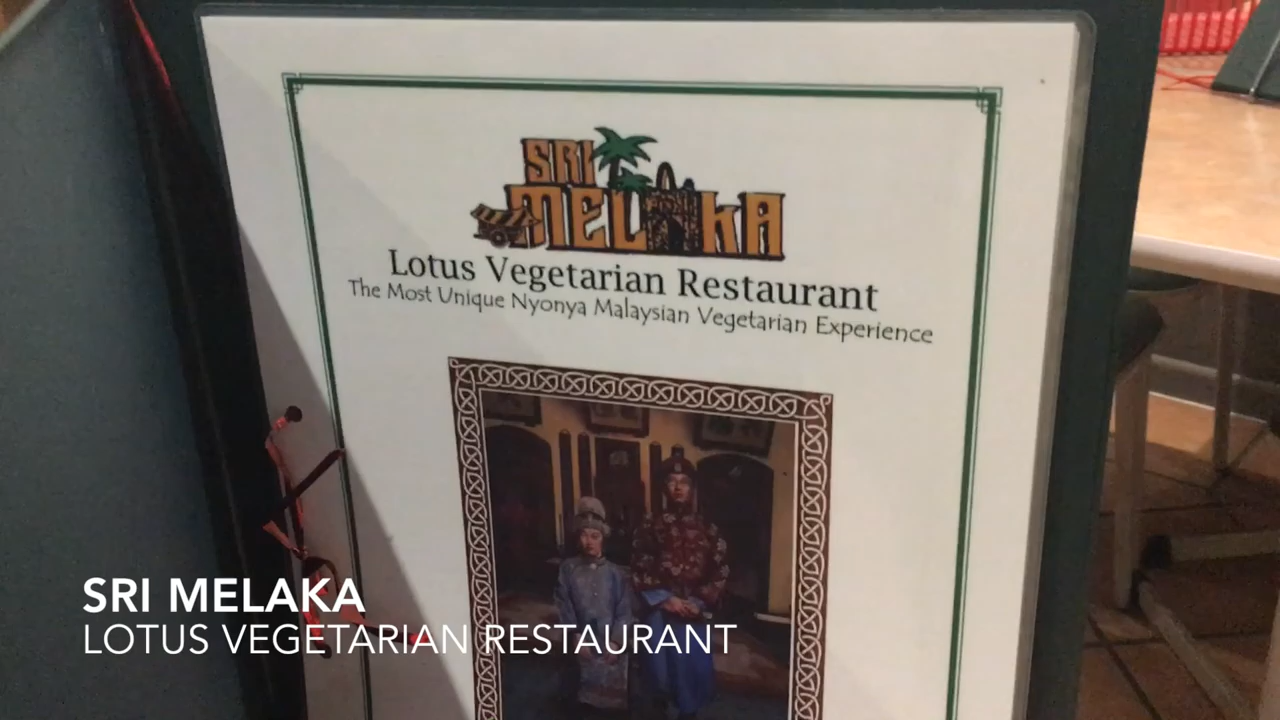 SRI
MELAKA
Lotus Vegetarian Restaurant
The Most Unique Nyonya Malaysian Vegetarian Experience
SRI MELAKA
LOTUS VEGETARIAN RESTAURANT